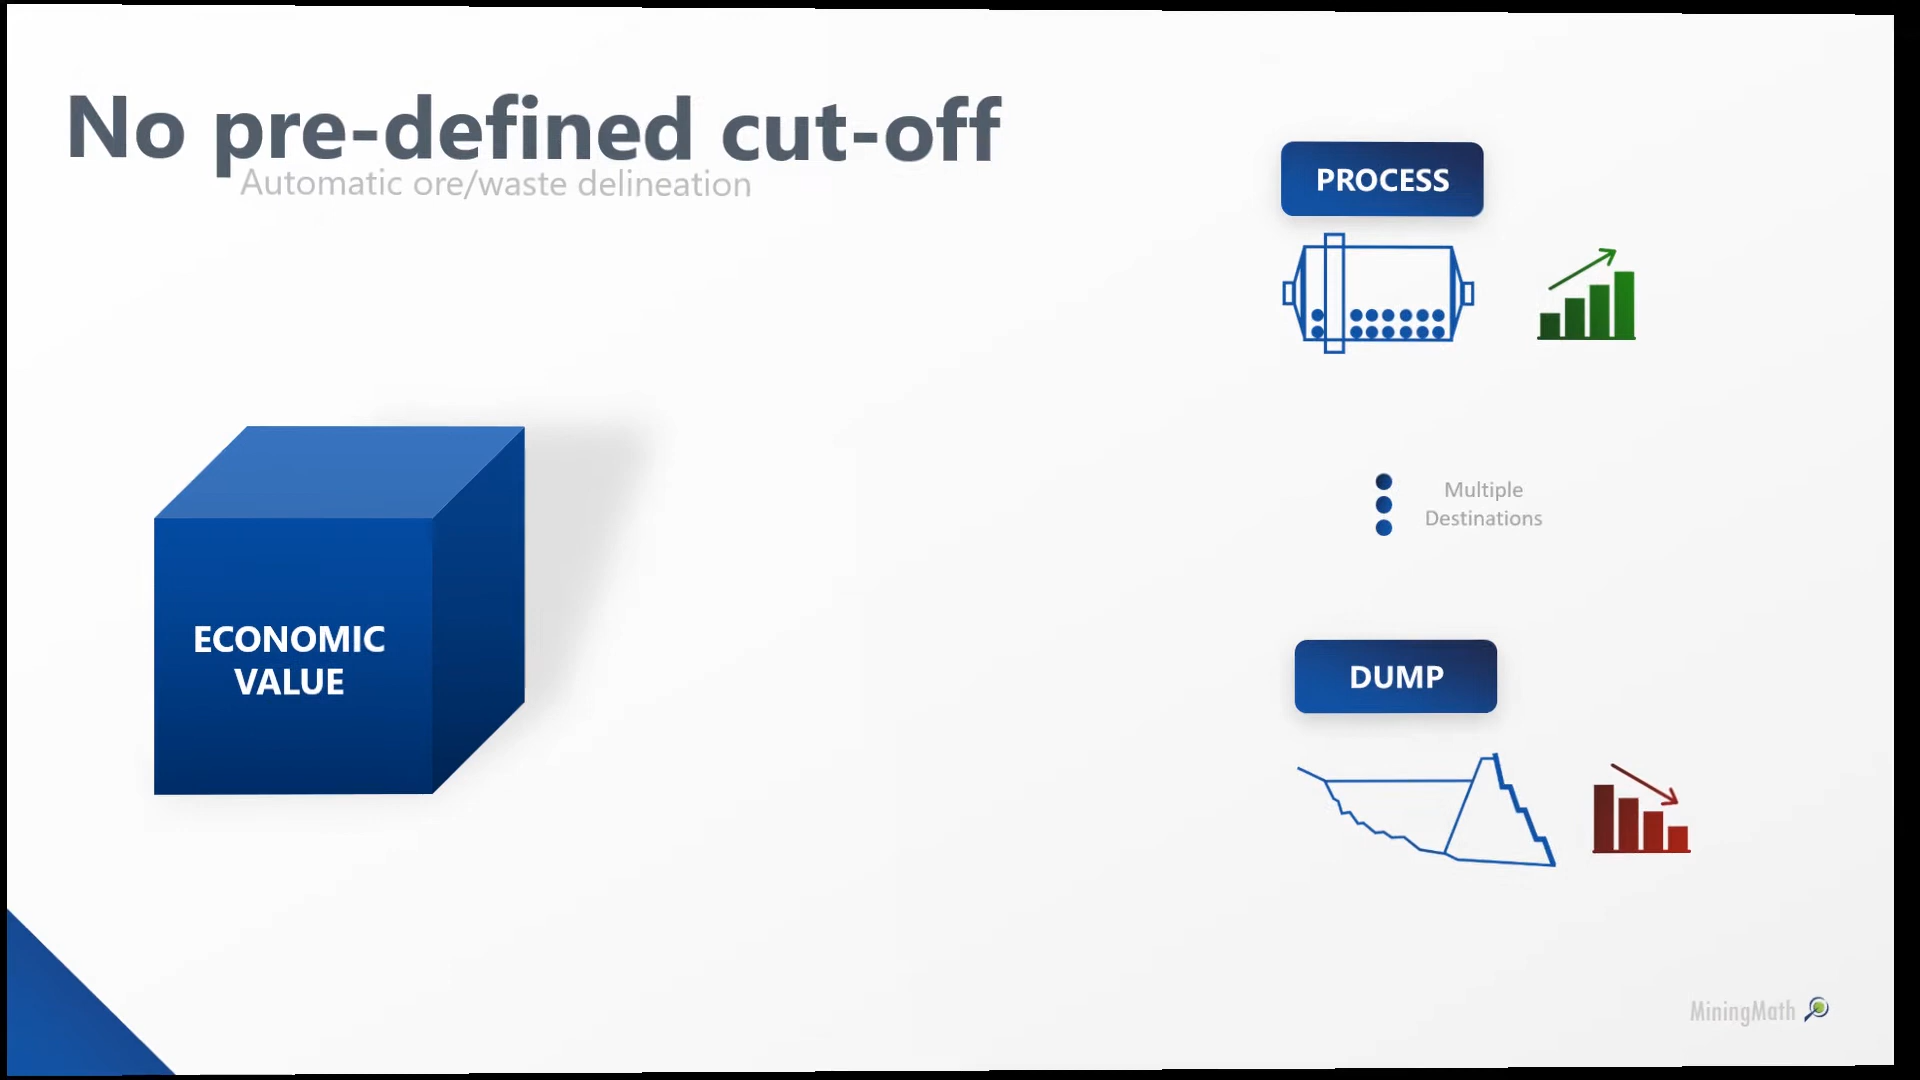 No pre-defined cut-off
Automatic ore/waste delineation
PROCESS
Multiple
Destinations
ECONOMIC
VALUE
DUMP
MiningMath